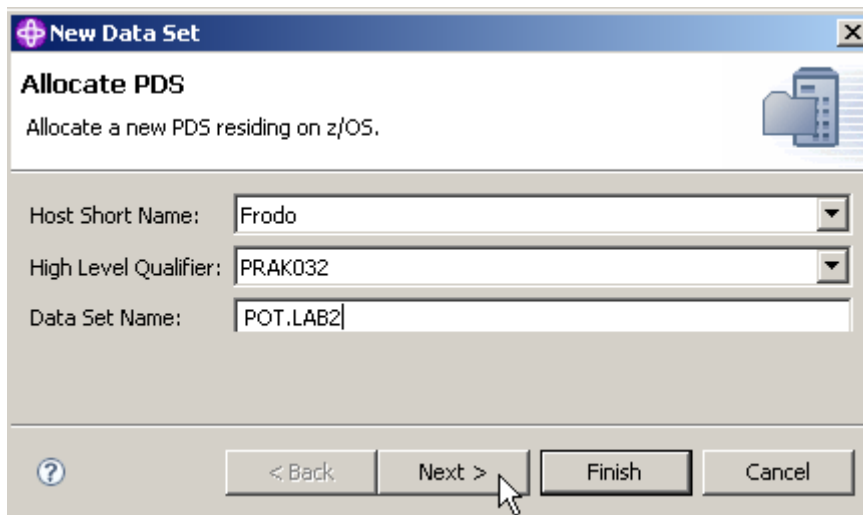 New Data Set
Allocate PDS
Allocate a new PDS residing on z/OS.
Host Short Name: Frodo
High Level Qualifier: PRAK032
Data Set Name: POT.LAB2
? < Back Next > Finish Cancel